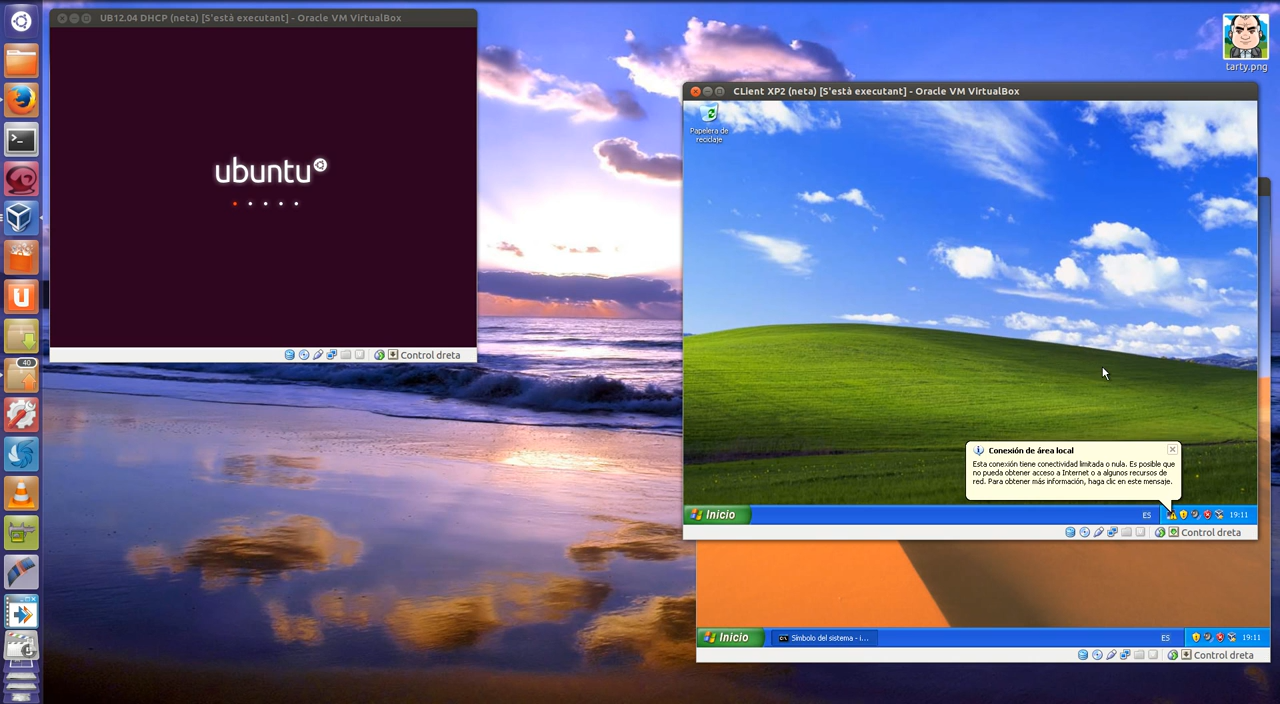 UB12.04 DHCP (neta) [S'està executant] - Oracle VM VirtualBox
ubuntu
Control dreta
tarty.png
CLient XP2 (neta) [S'està executant] - Oracle VM VirtualBox
Papelera de
reciclaje
Conexión de área local
Esta conexión tiene conectividad limitada o nula. Es posible que
no pueda obtener acceso a Internet o a algunos recursos de
red. Para obtener más información, haga clic en este mensaje.
Inicio
ES
19:11
Control dreta
Inicio
Símbolo del sistema - i...
ES
19:11
Control dreta
40